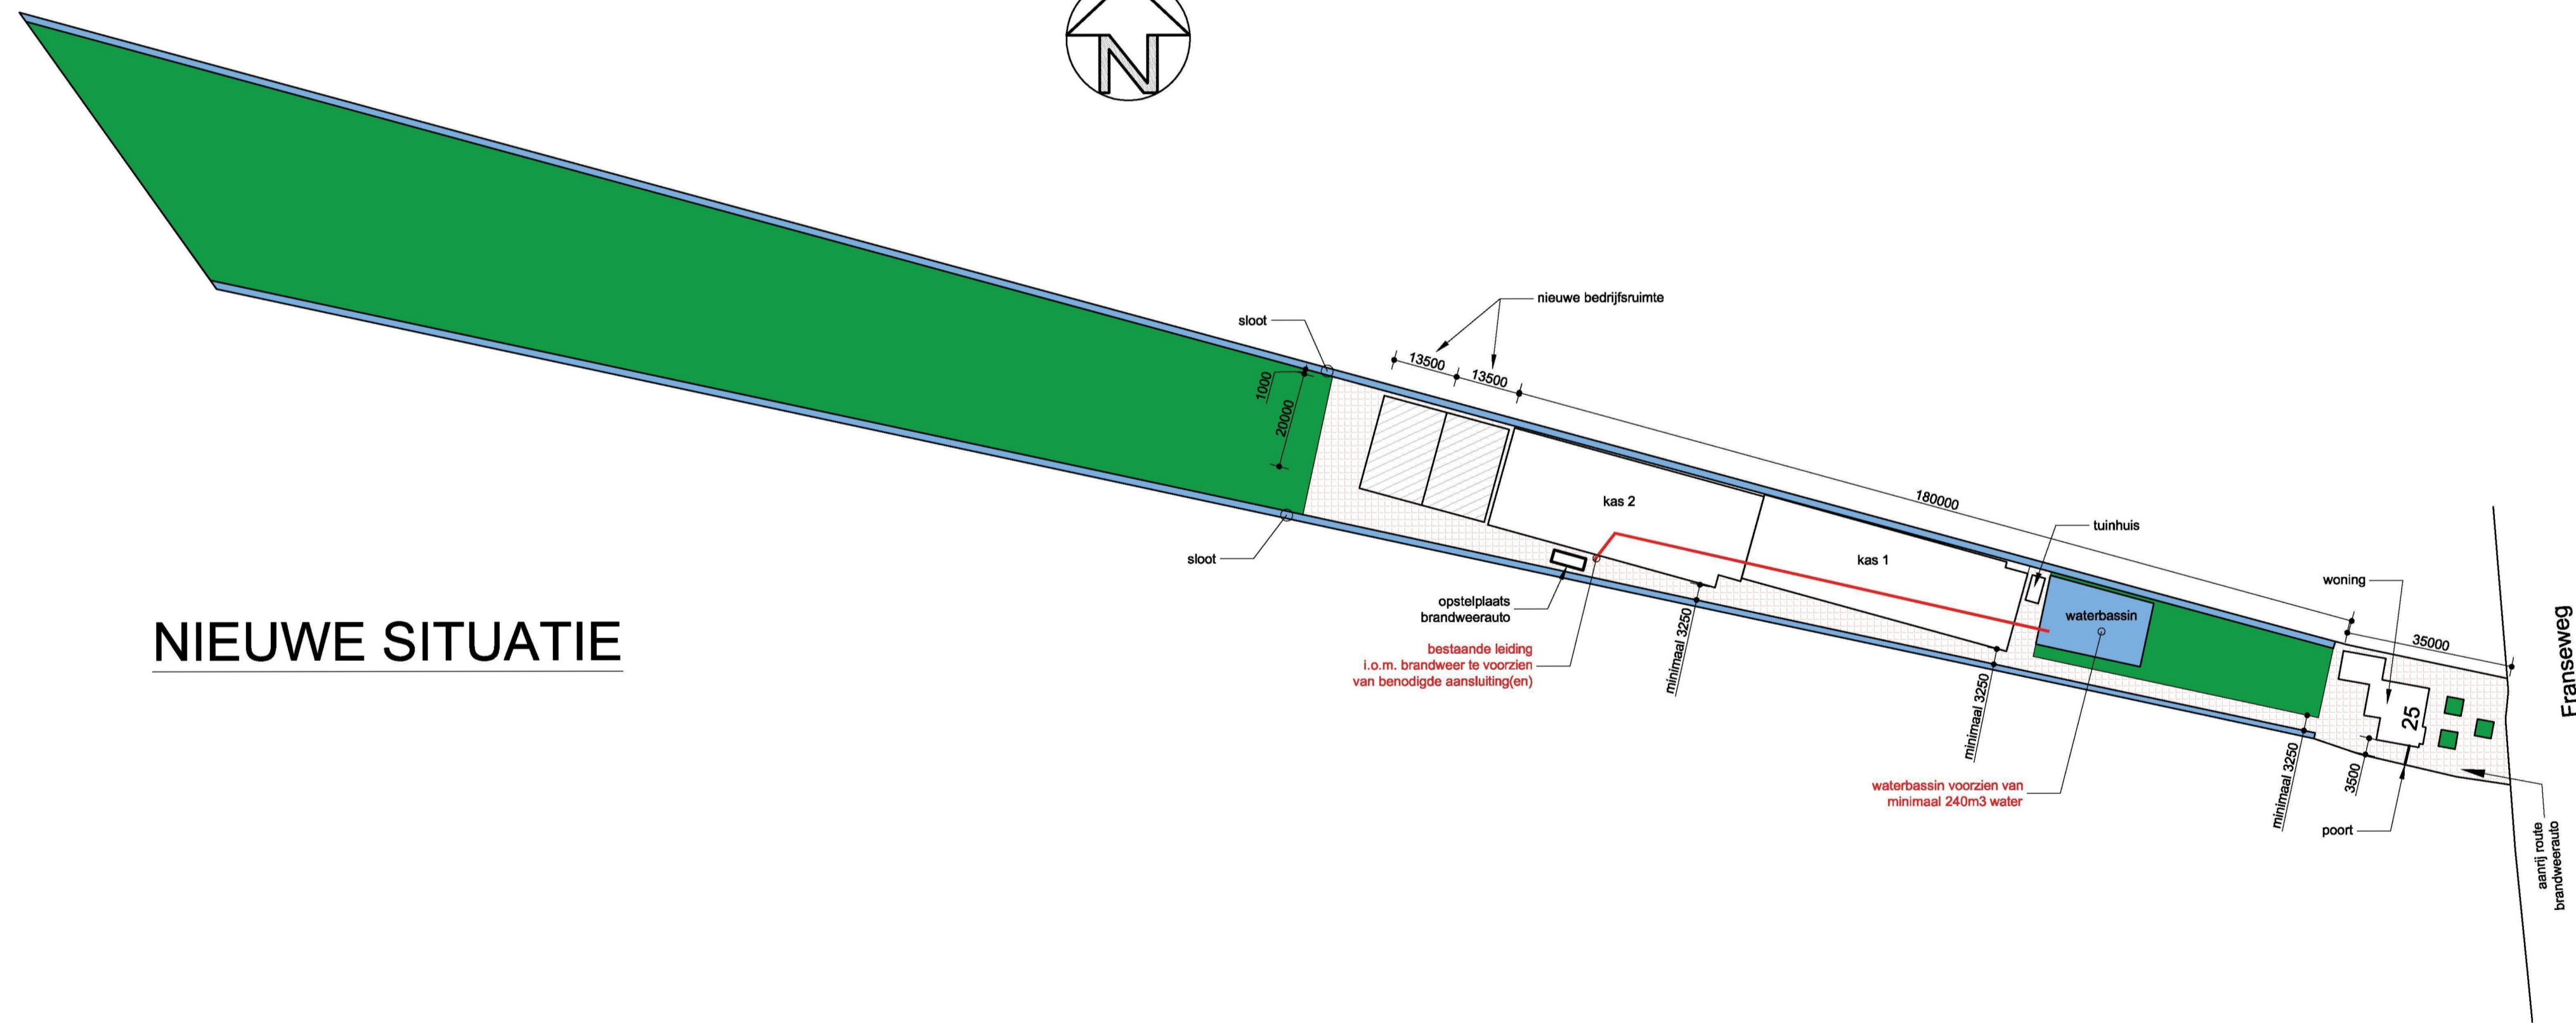 N
nieuwe bedrijfsruimte
sloot
13500
13500
1000
20000
180000
kas 2
kas 1
tuinhuis
waterbassin
woning
35000
25
Franseweg
sloot
opstelplaats
brandweerauto
bestaande leiding
i.o.m. brandweer te voorzien
van benodigde aansluiting(en)
minimaal 3250
minimaal 3250
waterbassin voorzien van
minimaal 240m3 water
minimaal 3250
3500
poort
aanrij route
brandweerauto
NIEUWE SITUATIE